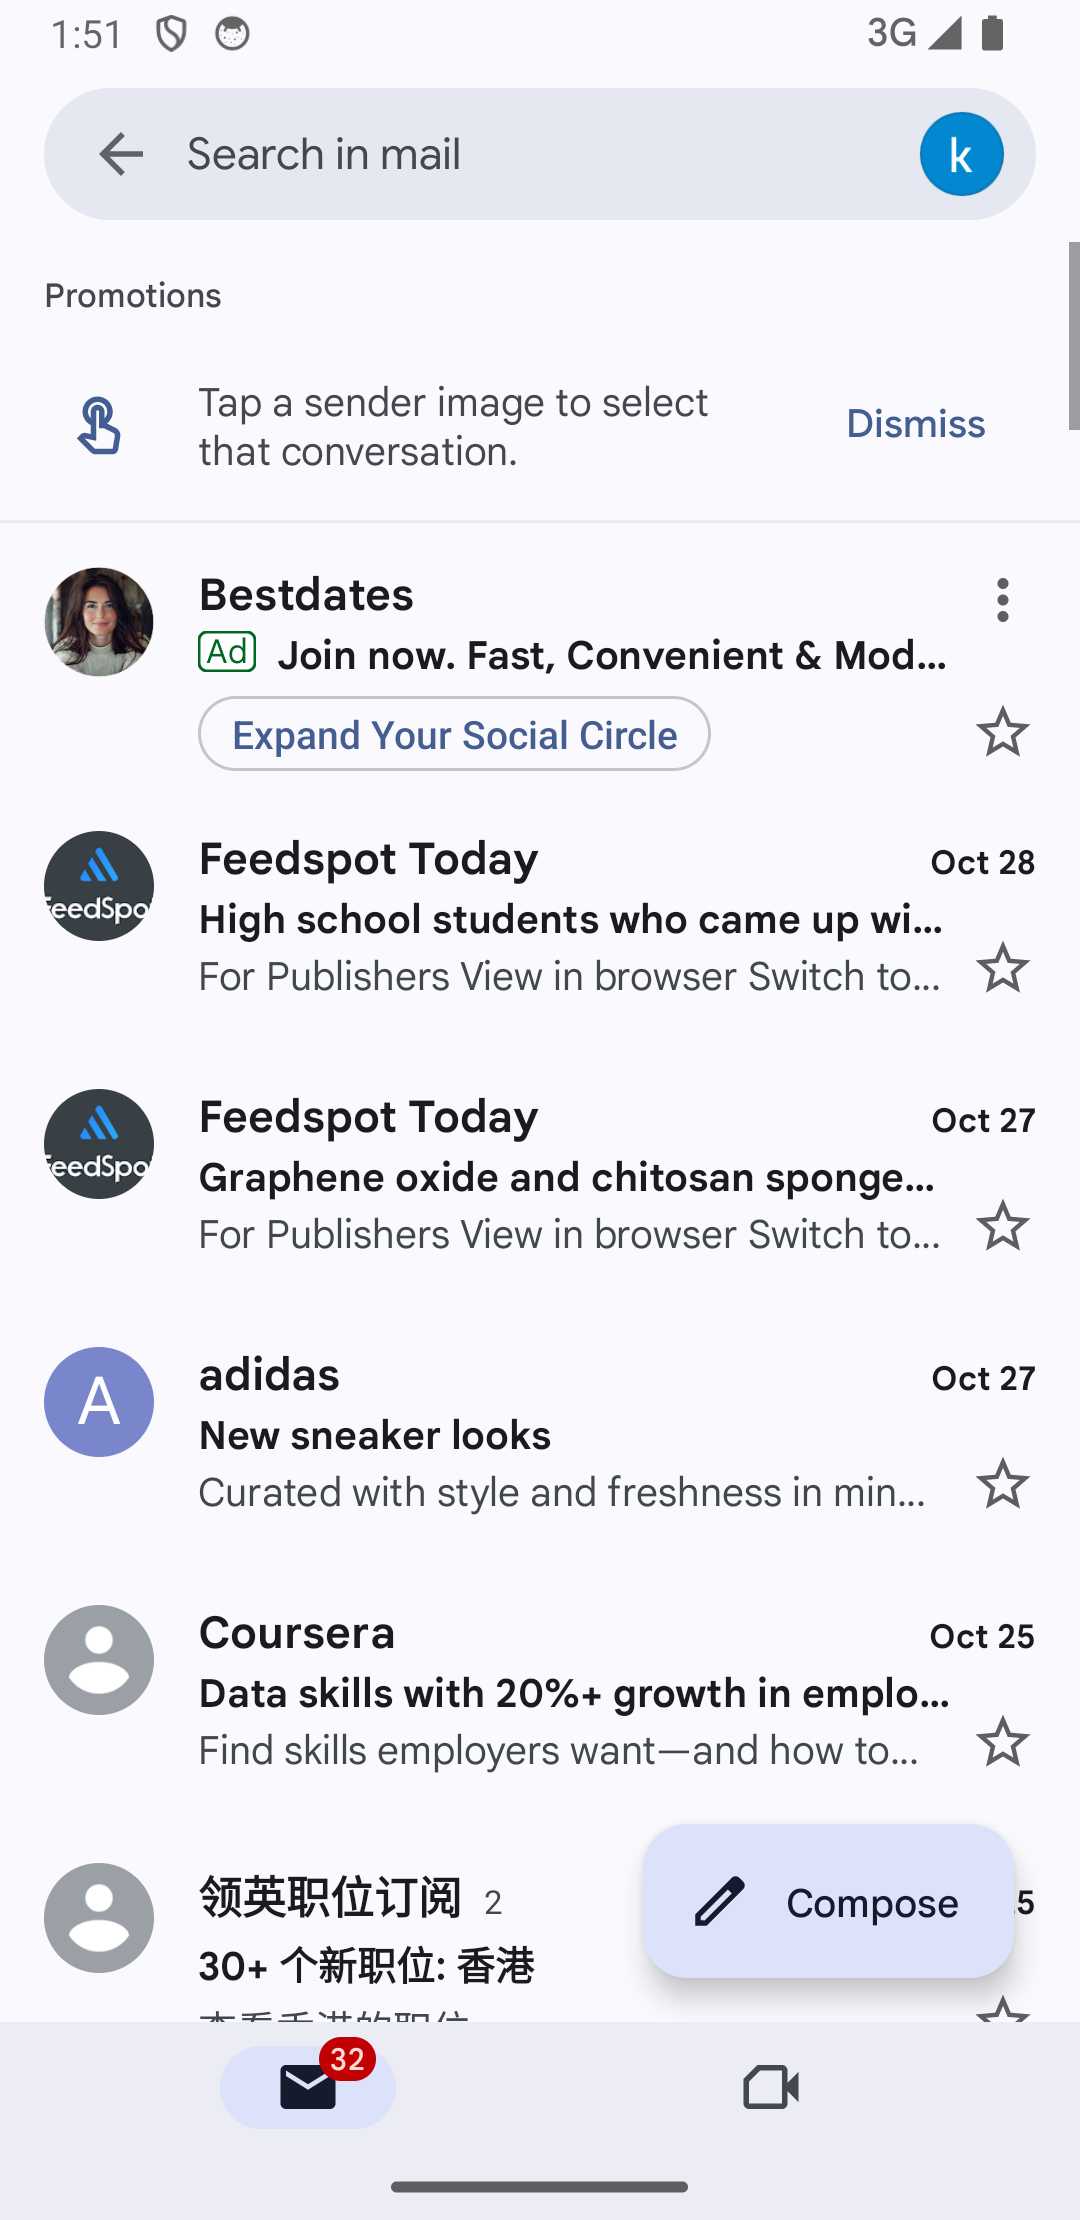 1:51
3G
Search in mail
k
Promotions
Tap a sender image to select
that conversation.
Dismiss
Bestdates
Ad Join now. Fast, Convenient & Mod...
Expand Your Social Circle
Feedspot Today
Oct 28
High school students who came up wi...
For Publishers View in browser Switch to...
FeedSpo
Feedspot Today
Oct 27
Graphene oxide and chitosan sponge...
For Publishers View in browser Switch to...
FeedSpo
A
adidas
Oct 27
New sneaker looks
Curated with style and freshness in min...
Coursera
Oct 25
Data skills with 20%+ growth in emplo...
Find skills employers want—and how to...
领英职位订阅 2
5
30+ 个新职位: 香港
Compose
32